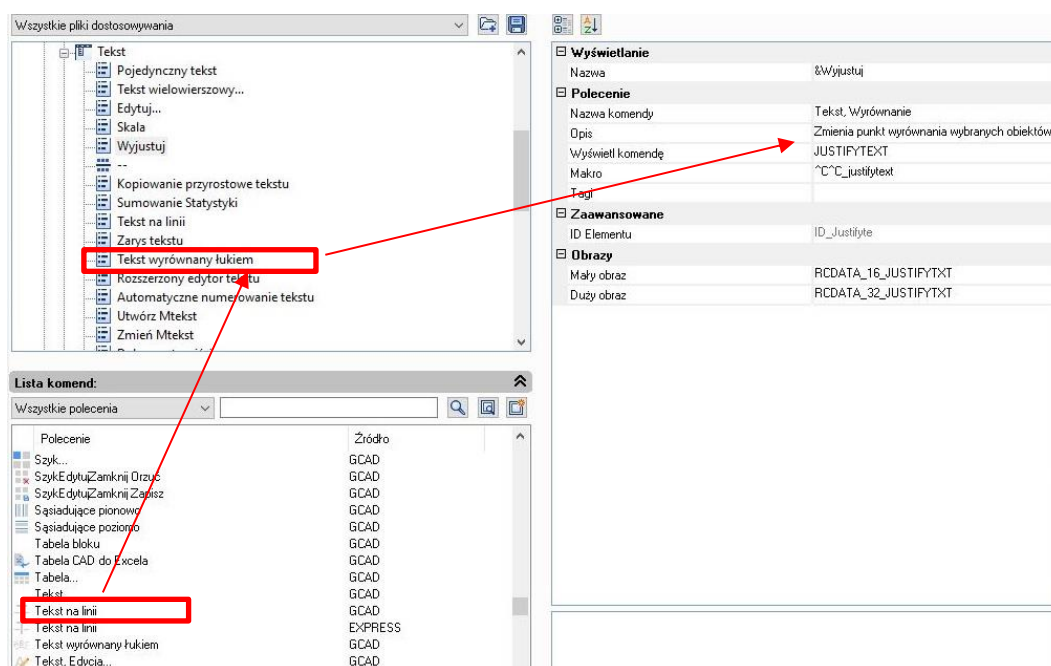 Wszystkie pliki dostosowywania
Tekst
Pojedynczny tekst
Tekst wielowierszowy...
Edytuj...
Skala
Wyjustuj
--
Kopiowanie przyrostowe tekstu
Sumowanie Statystyki
Tekst na linii
Zarys tekstu
Tekst wyrównany łukiem
Rozszerzony edytor tekstu
Automatyczne numerowanie tekstu
Utwórz Mtekst
Zmień Mtekst
Lista komend:
Wszystkie polecenia
Polecenie Źródło
Szyk... GCAD
SzykEdytujZamknij Orzuć GCAD
SzykEdytujZamknij Zapisz GCAD
Sąsiadujące pionowo GCAD
Sąsiadujące poziomo GCAD
Tabela bloku GCAD
Tabela CAD do Excela GCAD
Tabela... GCAD
Tekst... GCAD
Tekst na linii GCAD
Tekst na linii EXPRESS
Tekst wyrównany łukiem GCAD
Tekst, Edycja... GCAD
Wyświetlanie
Nazwa &Wyjustuj
Polecenie
Nazwa komendy Tekst, Wyrównanie
Opis Zmienia punkt wyrównania wybranych obiektów
Wyświetl komendę JUSTIFYTEXT
Makro ^C^C_justifytext
Tagi
Zaawansowane
ID Elementu ID_Justifyte
Obrazy
Mały obraz RCDATA_16_JUSTIFYTXT
Duży obraz RCDATA_32_JUSTIFYTXT